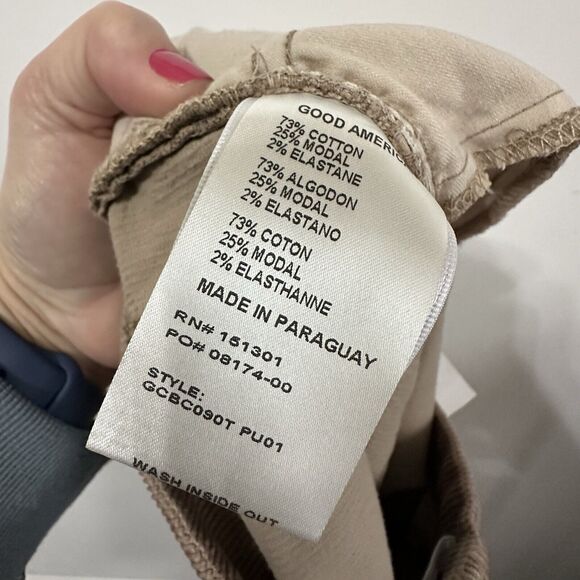 GOOD AMERIC
73% COTTON
25% MODAL
2% ELASTANE
73% ALGODON
25% MODAL
2% ELASTANO
73% COTON
25% MODAL
2% ELASTHANNE
MADE IN PARAGUAY
RN# 151301
PO# 08174-00
STYLE:
GCBC090T PU01
WASH INSIDE OUT